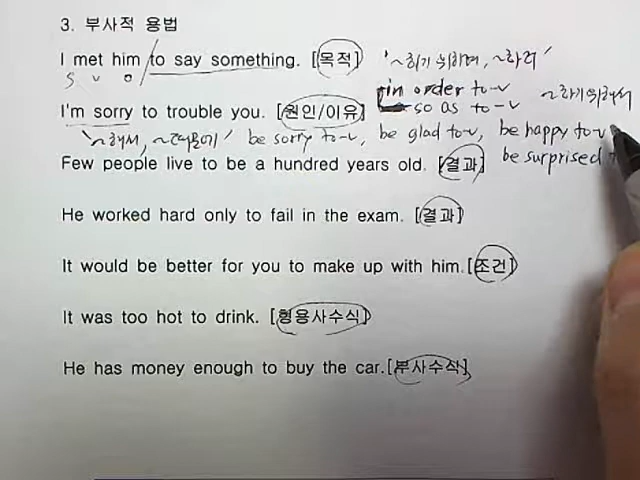 3. 부사적 용법
I met him to say something. [목적] '~하기 위하여, ~하러'
S V O
in order to-v ~하기 위해서
I'm sorry to trouble you. [원인/이유] so as to-v
'~해서, ~때문에' be sorry to-v, be glad to-v, be happy to-v
Few people live to be a hundred years old. [결과] be surprised
He worked hard only to fail in the exam. [결과]
It would be better for you to make up with him.[조건]
It was too hot to drink. [형용사수식]
He has money enough to buy the car.[부사수식]